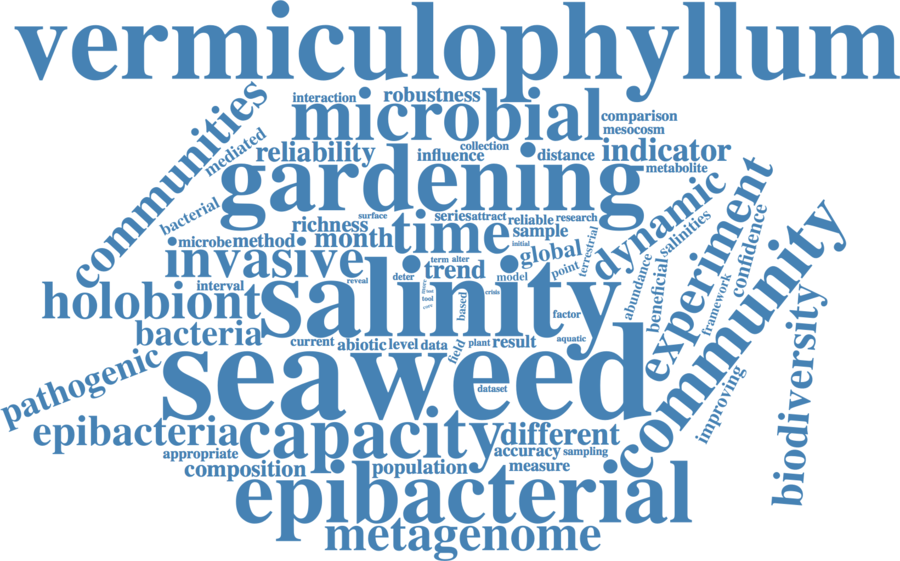 vermiculophyllum
communities
interaction
robustness
microbial
comparison
mesocosm
mediated
reliability
influence
collection
distance
indicator
metabolite
gardening
bacterial
surface
richness
series
attract
reliable
research
dynamic
experiment
microbe
method
month
time
sample
initial
global
terrestrial
salinities
confidence
invasive
term
alter
trend
deter
model
point
reveal
interval
holobiont
salinity
based
crisis
tool
factor
abundance
beneficial
framework
community
biodiversity
bacteria
current
abiotic
level
data
field
plant
result
aquatic
pathogenic
seaweed
dataset
improving
epibacteria
capacity
different
appropriate
accuracy
sampling
composition
population
measure
epibacterial
metagenome